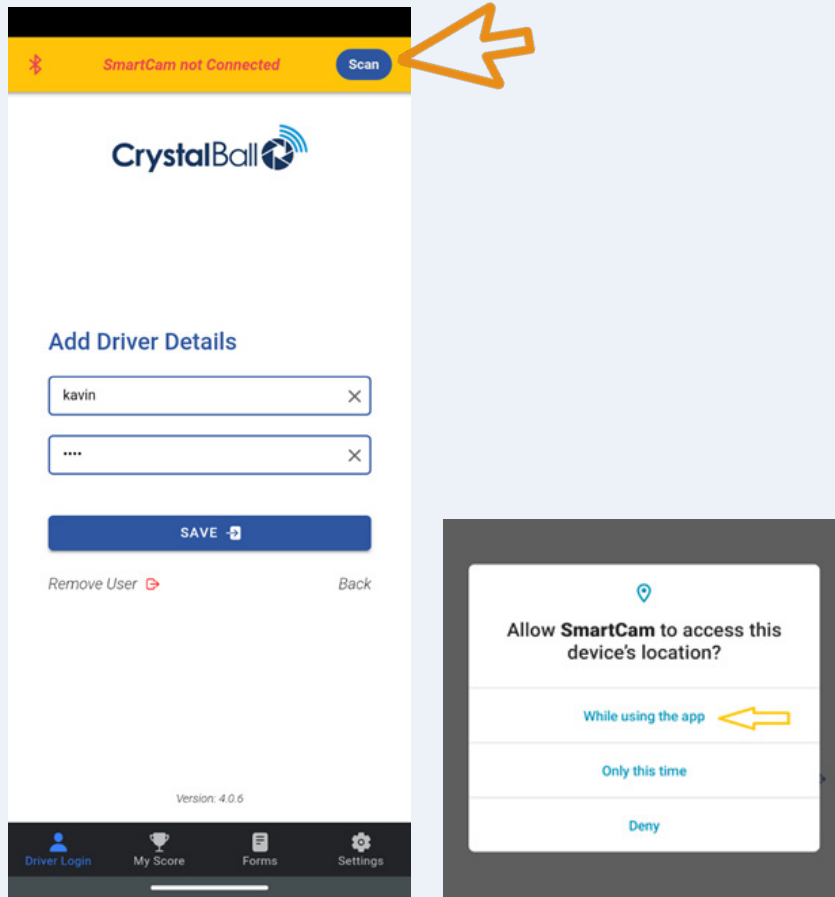 SmartCam not Connected Scan
CrystalBall
Add Driver Details
kavin
••••
SAVE
Remove User Back
Version: 4.0.6
Driver Login My Score Forms Settings
Allow SmartCam to access this
device's location?
While using the app
Only this time
Deny